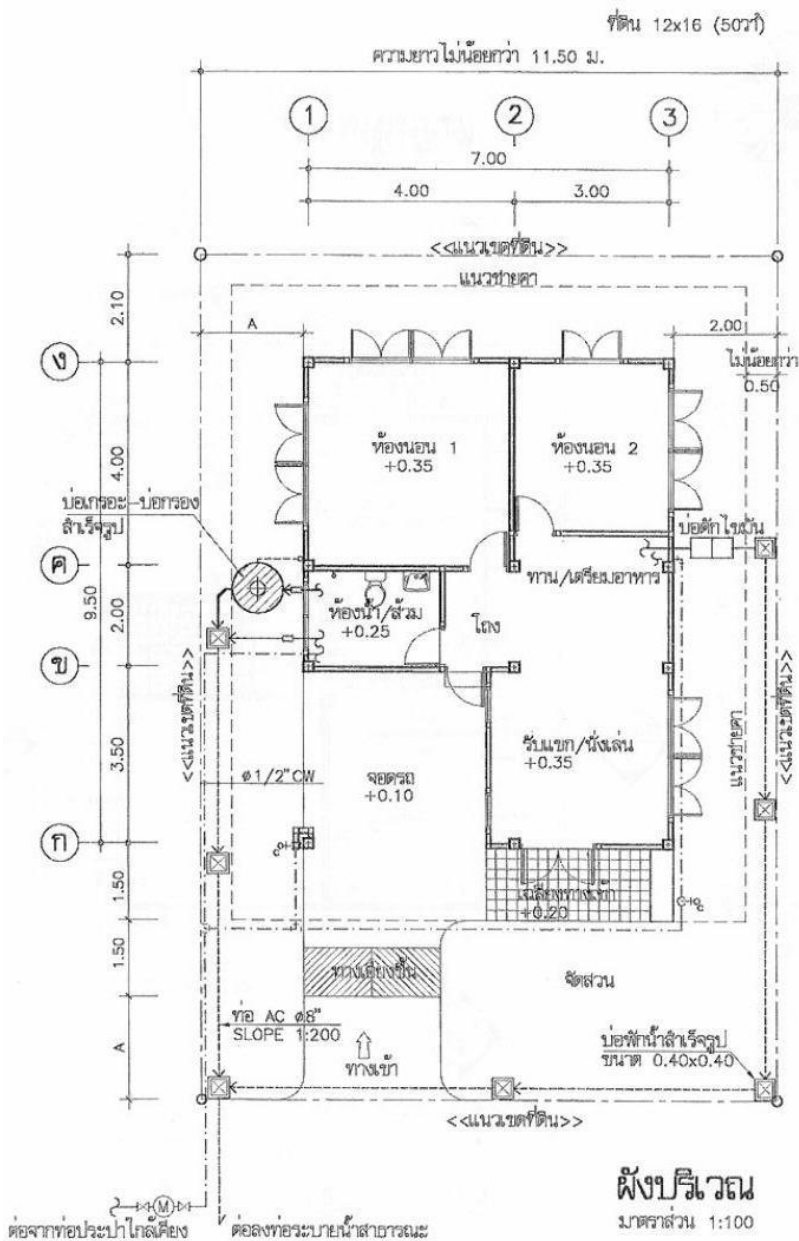 ที่ดิน 12x16 (50วา)
ความยาวไม่น้อยกว่า 11.50 ม.
1
2
3
7.00
4.00
3.00
<<แนวเขตที่ดิน>>
แนวชายคา
2.10
A
2.00
ไม่น้อยกว่า
0.50
ง
ห้องนอน 1
+0.35
ห้องนอน 2
+0.35
4.00
บ่อเกรอะ-บ่อกรอง
สำเร็จรูป
บ่อดักไขมัน
ค
9.50
2.00
ทาน/เตรียมอาหาร
ห้องน้ำ/ส้วม
+0.25
โถง
ข
<<แนวเขตที่ดิน>>
<<แนวเขตที่ดิน>>
แนวชายคา
3.50
รับแขก/นั่งเล่น
+0.35
ø1/2" CW
จอดรถ
+0.10
ก
1.50
เฉลียงทางเข้า
+0.20
1.50
ทางเอียงขึ้น
จัดสวน
A
ท่อ AC ø8"
SLOPE 1:200
ทางเข้า
บ่อพักน้ำสำเร็จรูป
ขนาด 0.40x0.40
<<แนวเขตที่ดิน>>
M
ต่อจากท่อประปาใกล้เคียง
ต่อลงท่อระบายน้ำสาธารณะ
ผังบริเวณ
มาตราส่วน 1:100